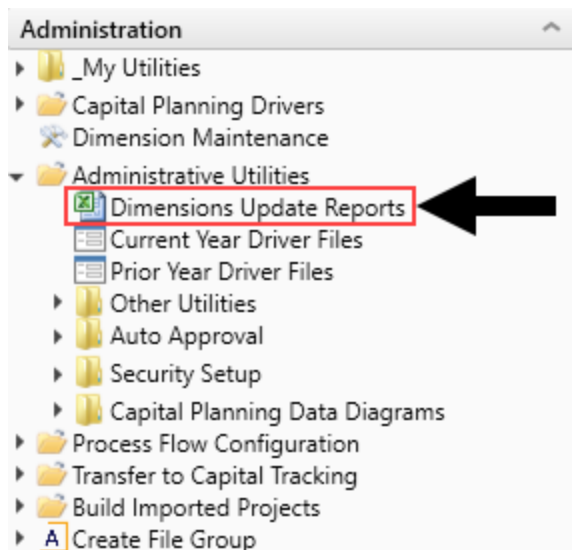 Administration
_My Utilities
Capital Planning Drivers
Dimension Maintenance
Administrative Utilities
Dimensions Update Reports
Current Year Driver Files
Prior Year Driver Files
Other Utilities
Auto Approval
Security Setup
Capital Planning Data Diagrams
Process Flow Configuration
Transfer to Capital Tracking
Build Imported Projects
A Create File Group